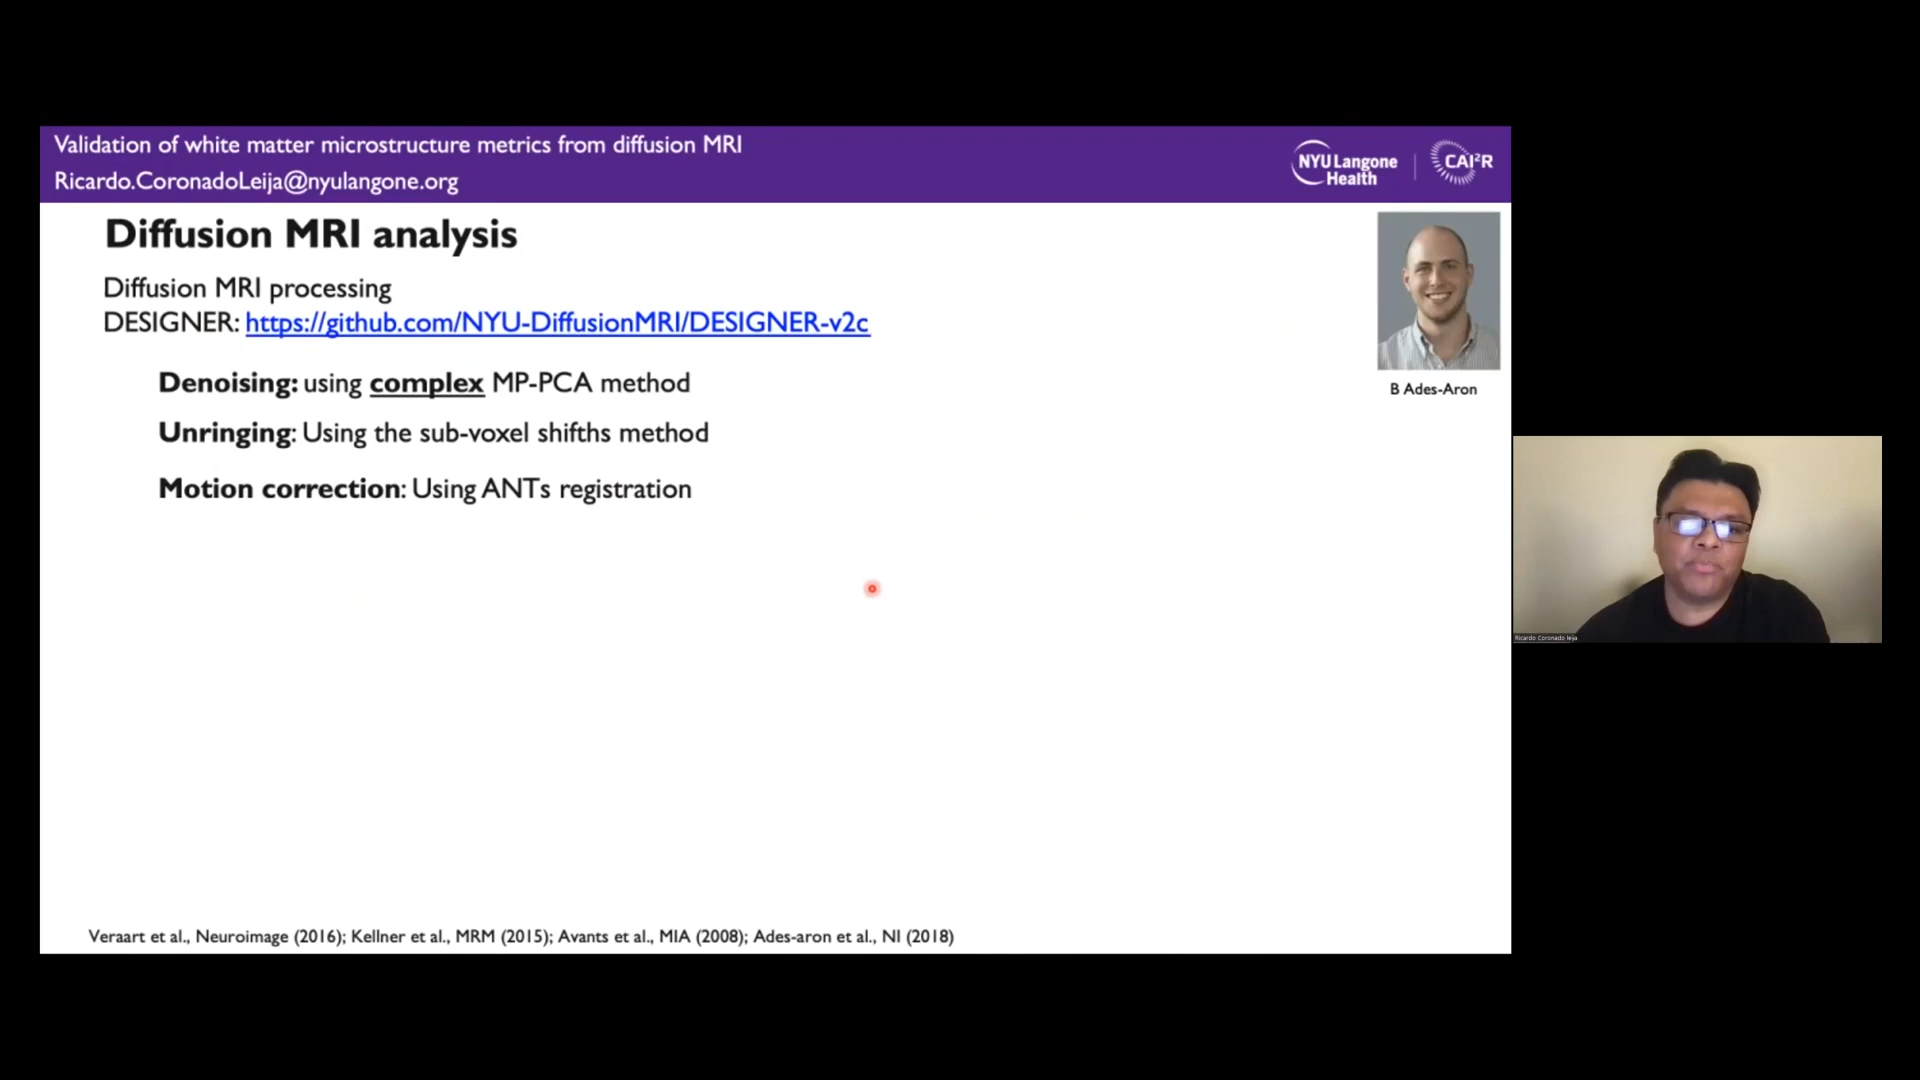 Validation of white matter microstructure metrics from diffusion MRI
Ricardo.CoronadoLeija@nyulangone.org
NYU Langone
Health
CAI²R
Diffusion MRI analysis
Diffusion MRI processing
DESIGNER: https://github.com/NYU-DiffusionMRI/DESIGNER-v2c
B Ades-Aron
Denoising: using complex MP-PCA method
Unringing: Using the sub-voxel shifths method
Motion correction: Using ANTs registration
Ricardo Coronado leija
Veraart et al., Neuroimage (2016); Kellner et al., MRM (2015); Avants et al., MIA (2008); Ades-aron et al., NI (2018)